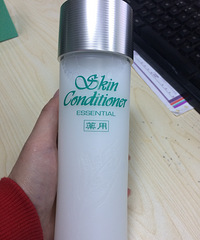 Skin
Conditioner
ESSENTIAL
薬用